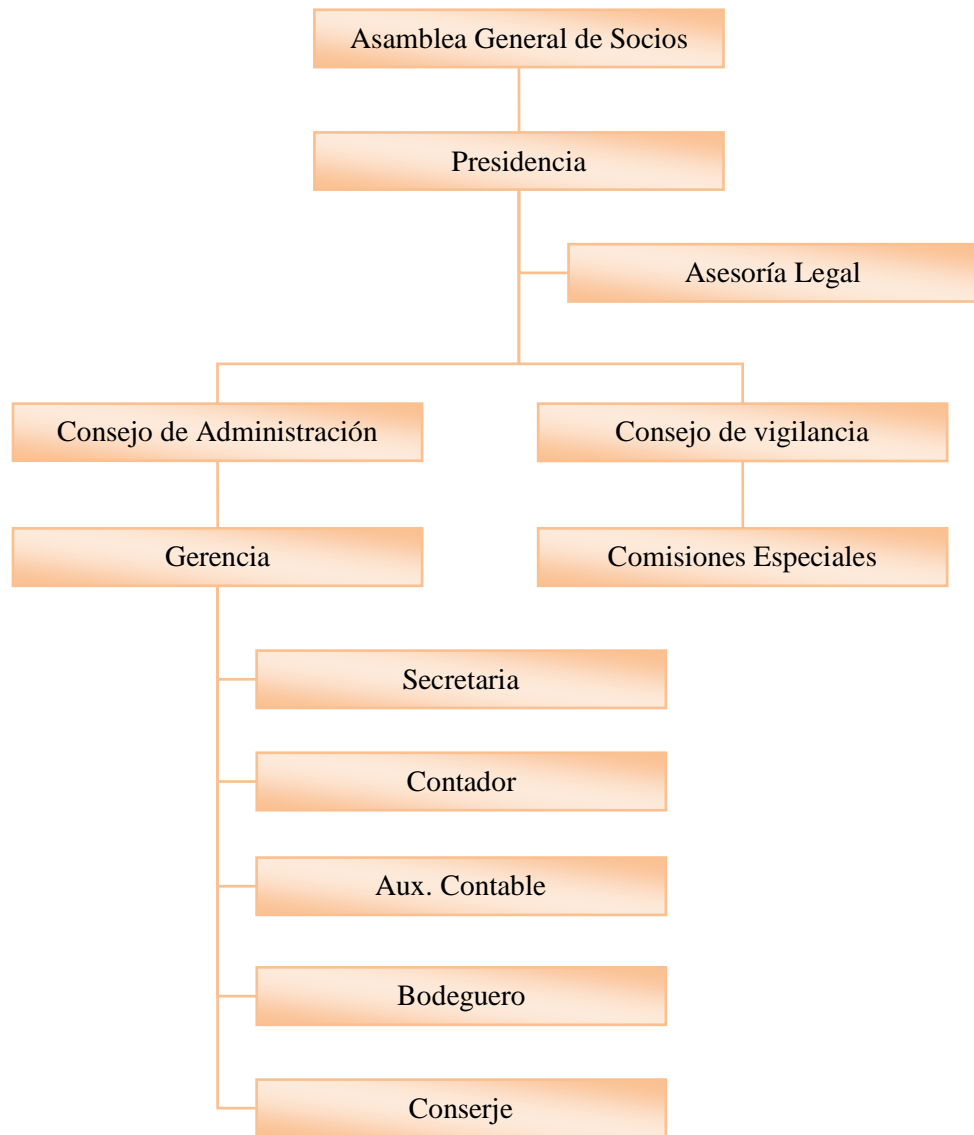 Asamblea General de Socios
Presidencia
Asesoría Legal
Consejo de Administración
Consejo de vigilancia
Gerencia
Comisiones Especiales
Secretaria
Contador
Aux. Contable
Bodeguero
Conserje